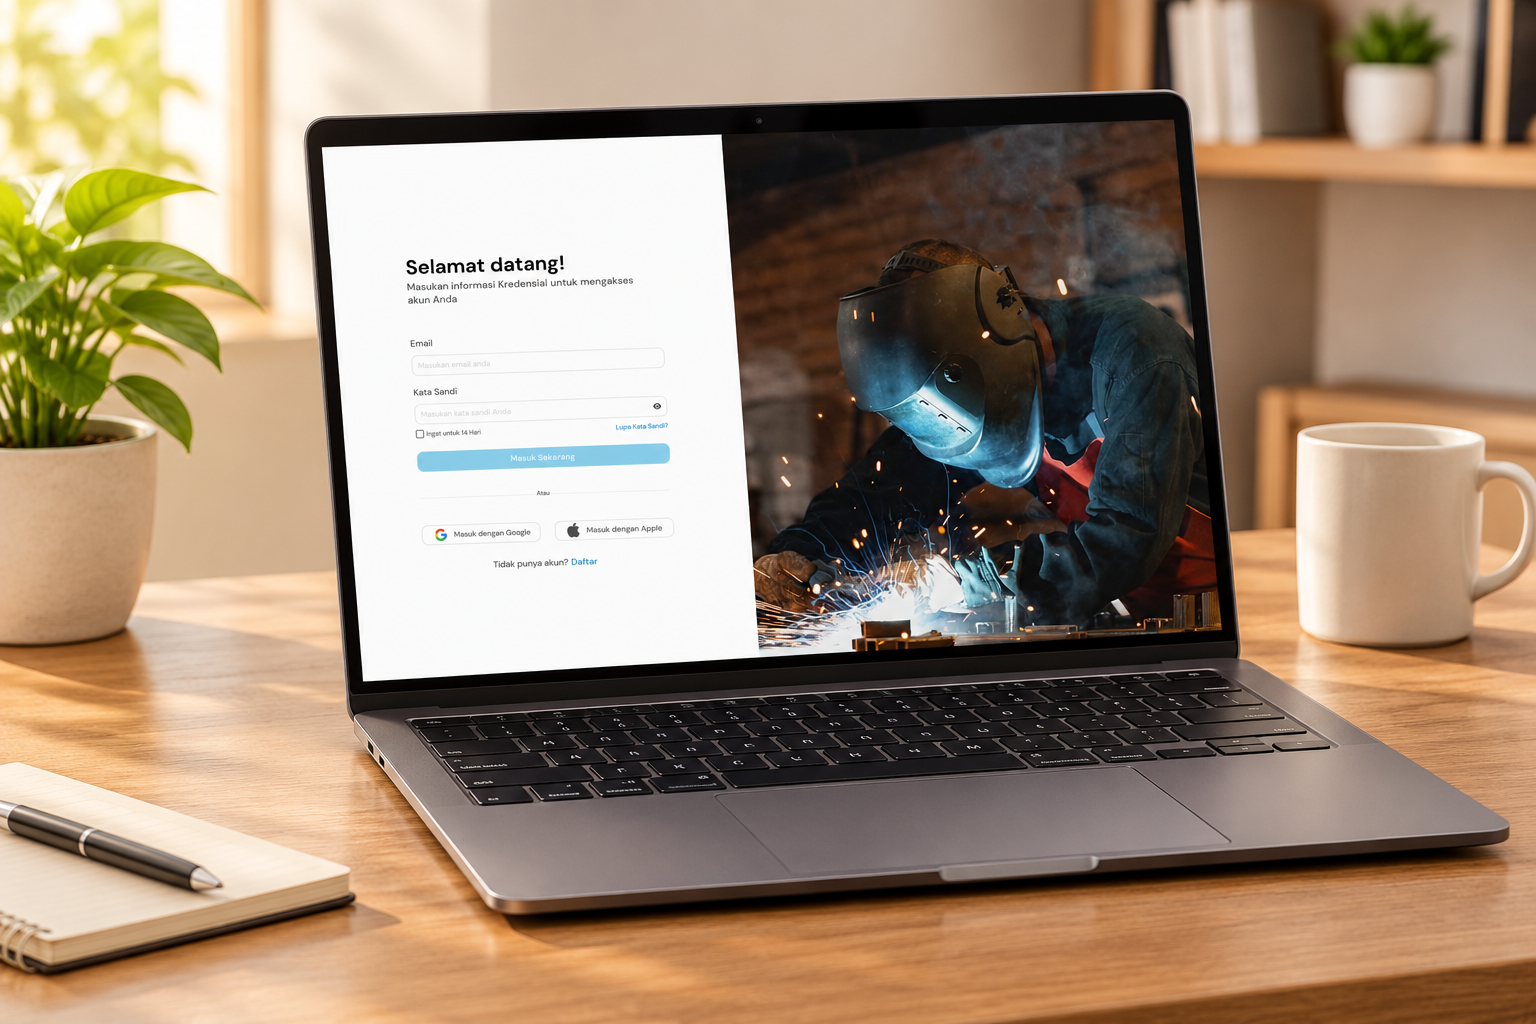 Selamat datang!
Masukan informasi Kredensial untuk mengakses
akun Anda
Email
Masukan email anda
Kata Sandi
Masukan kata sandi Anda
Ingat untuk 14 Hari
Lupa Kata Sandi?
Masuk Sekarang
Atau
Masuk dengan Google
Masuk dengan Apple
Tidak punya akun? Daftar